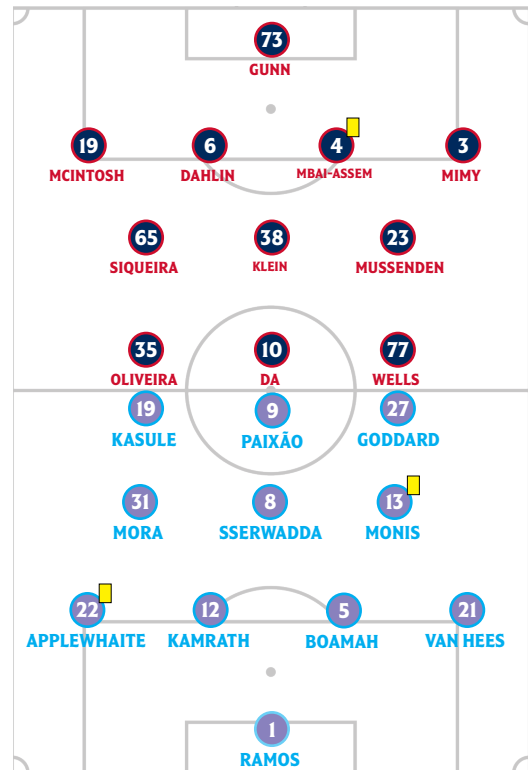 73
GUNN
19 6 4 3
MCINTOSH DAHLIN MBAI-ASSEM MIMY
65 38 23
SIQUEIRA KLEIN MUSSENDEN
35 10 77
OLIVEIRA DA WELLS
19 9 27
KASULE PAIXÃO GODDARD
31 8 13
MORA SSERWADDA MONIS
22 12 5 21
APPLEWHAITE KAMRATH BOAMAH VAN HEES
1
RAMOS